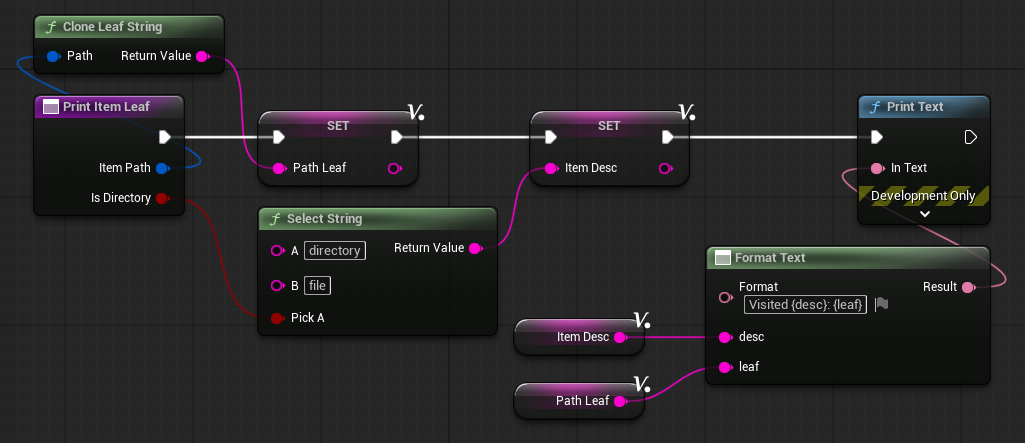 Clone Leaf String
Path Return Value
Print Item Leaf
Item Path
Is Directory
SET
Path Leaf
SET
Item Desc
Print Text
In Text
Development Only
Select String
A directory Return Value
B file
Pick A
Format Text
Format Result
Visited {desc}: {leaf}
desc
leaf
Item Desc
Path Leaf
V.
V.
V.
V.